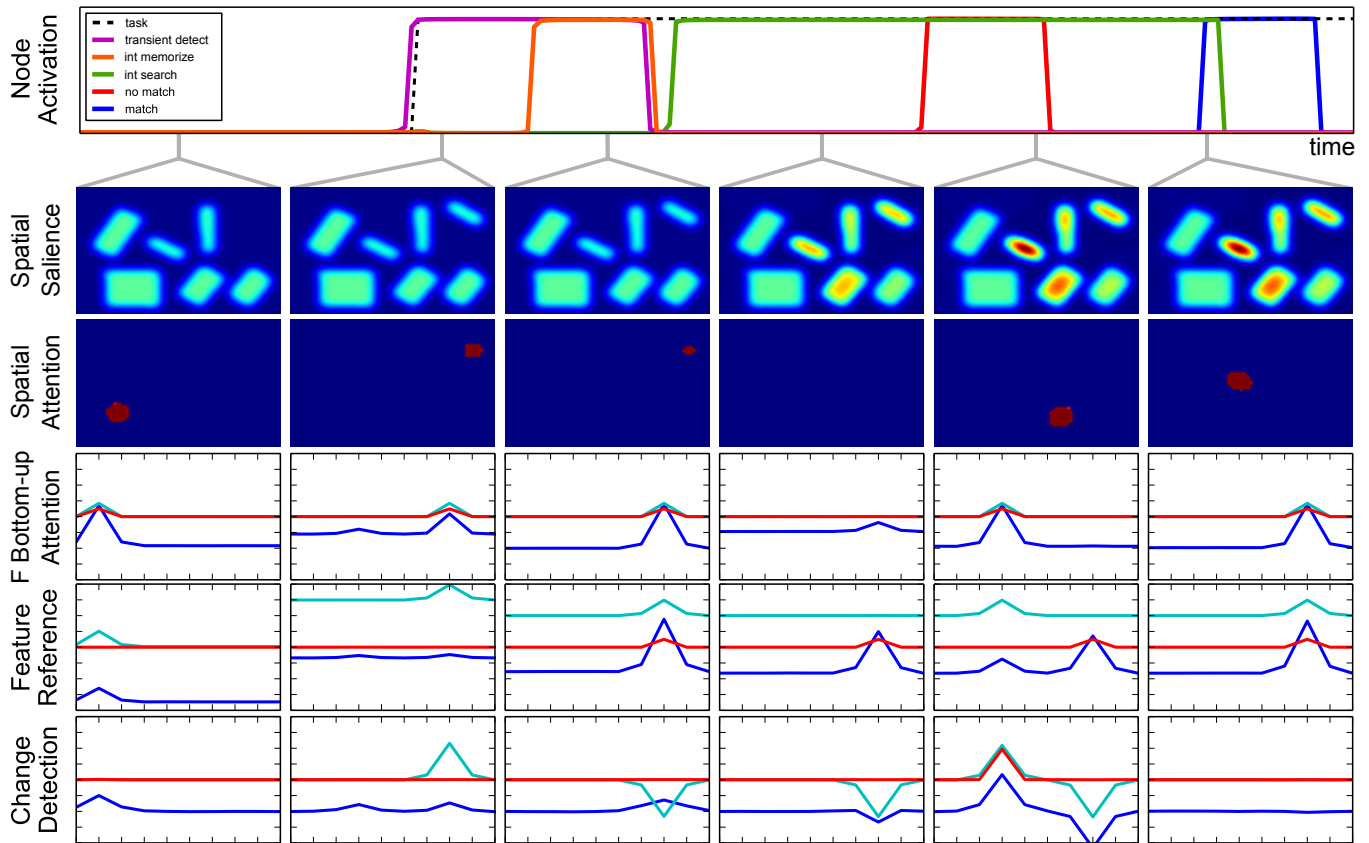 Node
Activation
task
transient detect
int memorize
int search
no match
match
time
Spatial
Salience
Spatial
Attention
F Bottom-up
Attention
Feature
Reference
Change
Detection